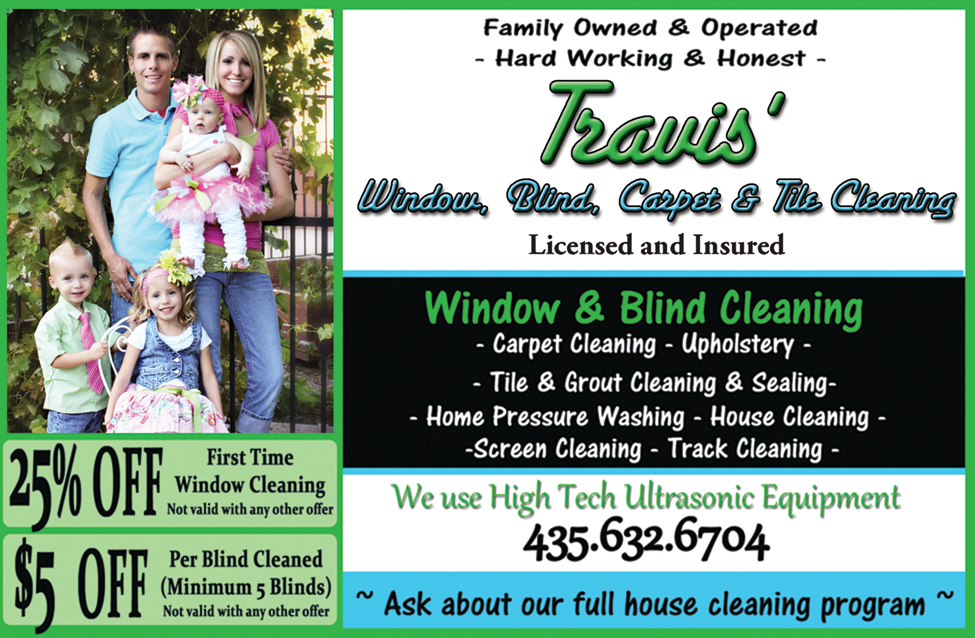 Family Owned & Operated
- Hard Working & Honest -
Travis'
Window, Blind, Carpet & Tile Cleaning
Licensed and Insured
Window & Blind Cleaning
- Carpet Cleaning - Upholstery -
- Tile & Grout Cleaning & Sealing-
- Home Pressure Washing - House Cleaning -
-Screen Cleaning - Track Cleaning -
We use High Tech Ultrasonic Equipment
435.632.6704
~ Ask about our full house cleaning program ~
25% OFF
First Time
Window Cleaning
Not valid with any other offer
$5 OFF
Per Blind Cleaned
(Minimum 5 Blinds)
Not valid with any other offer